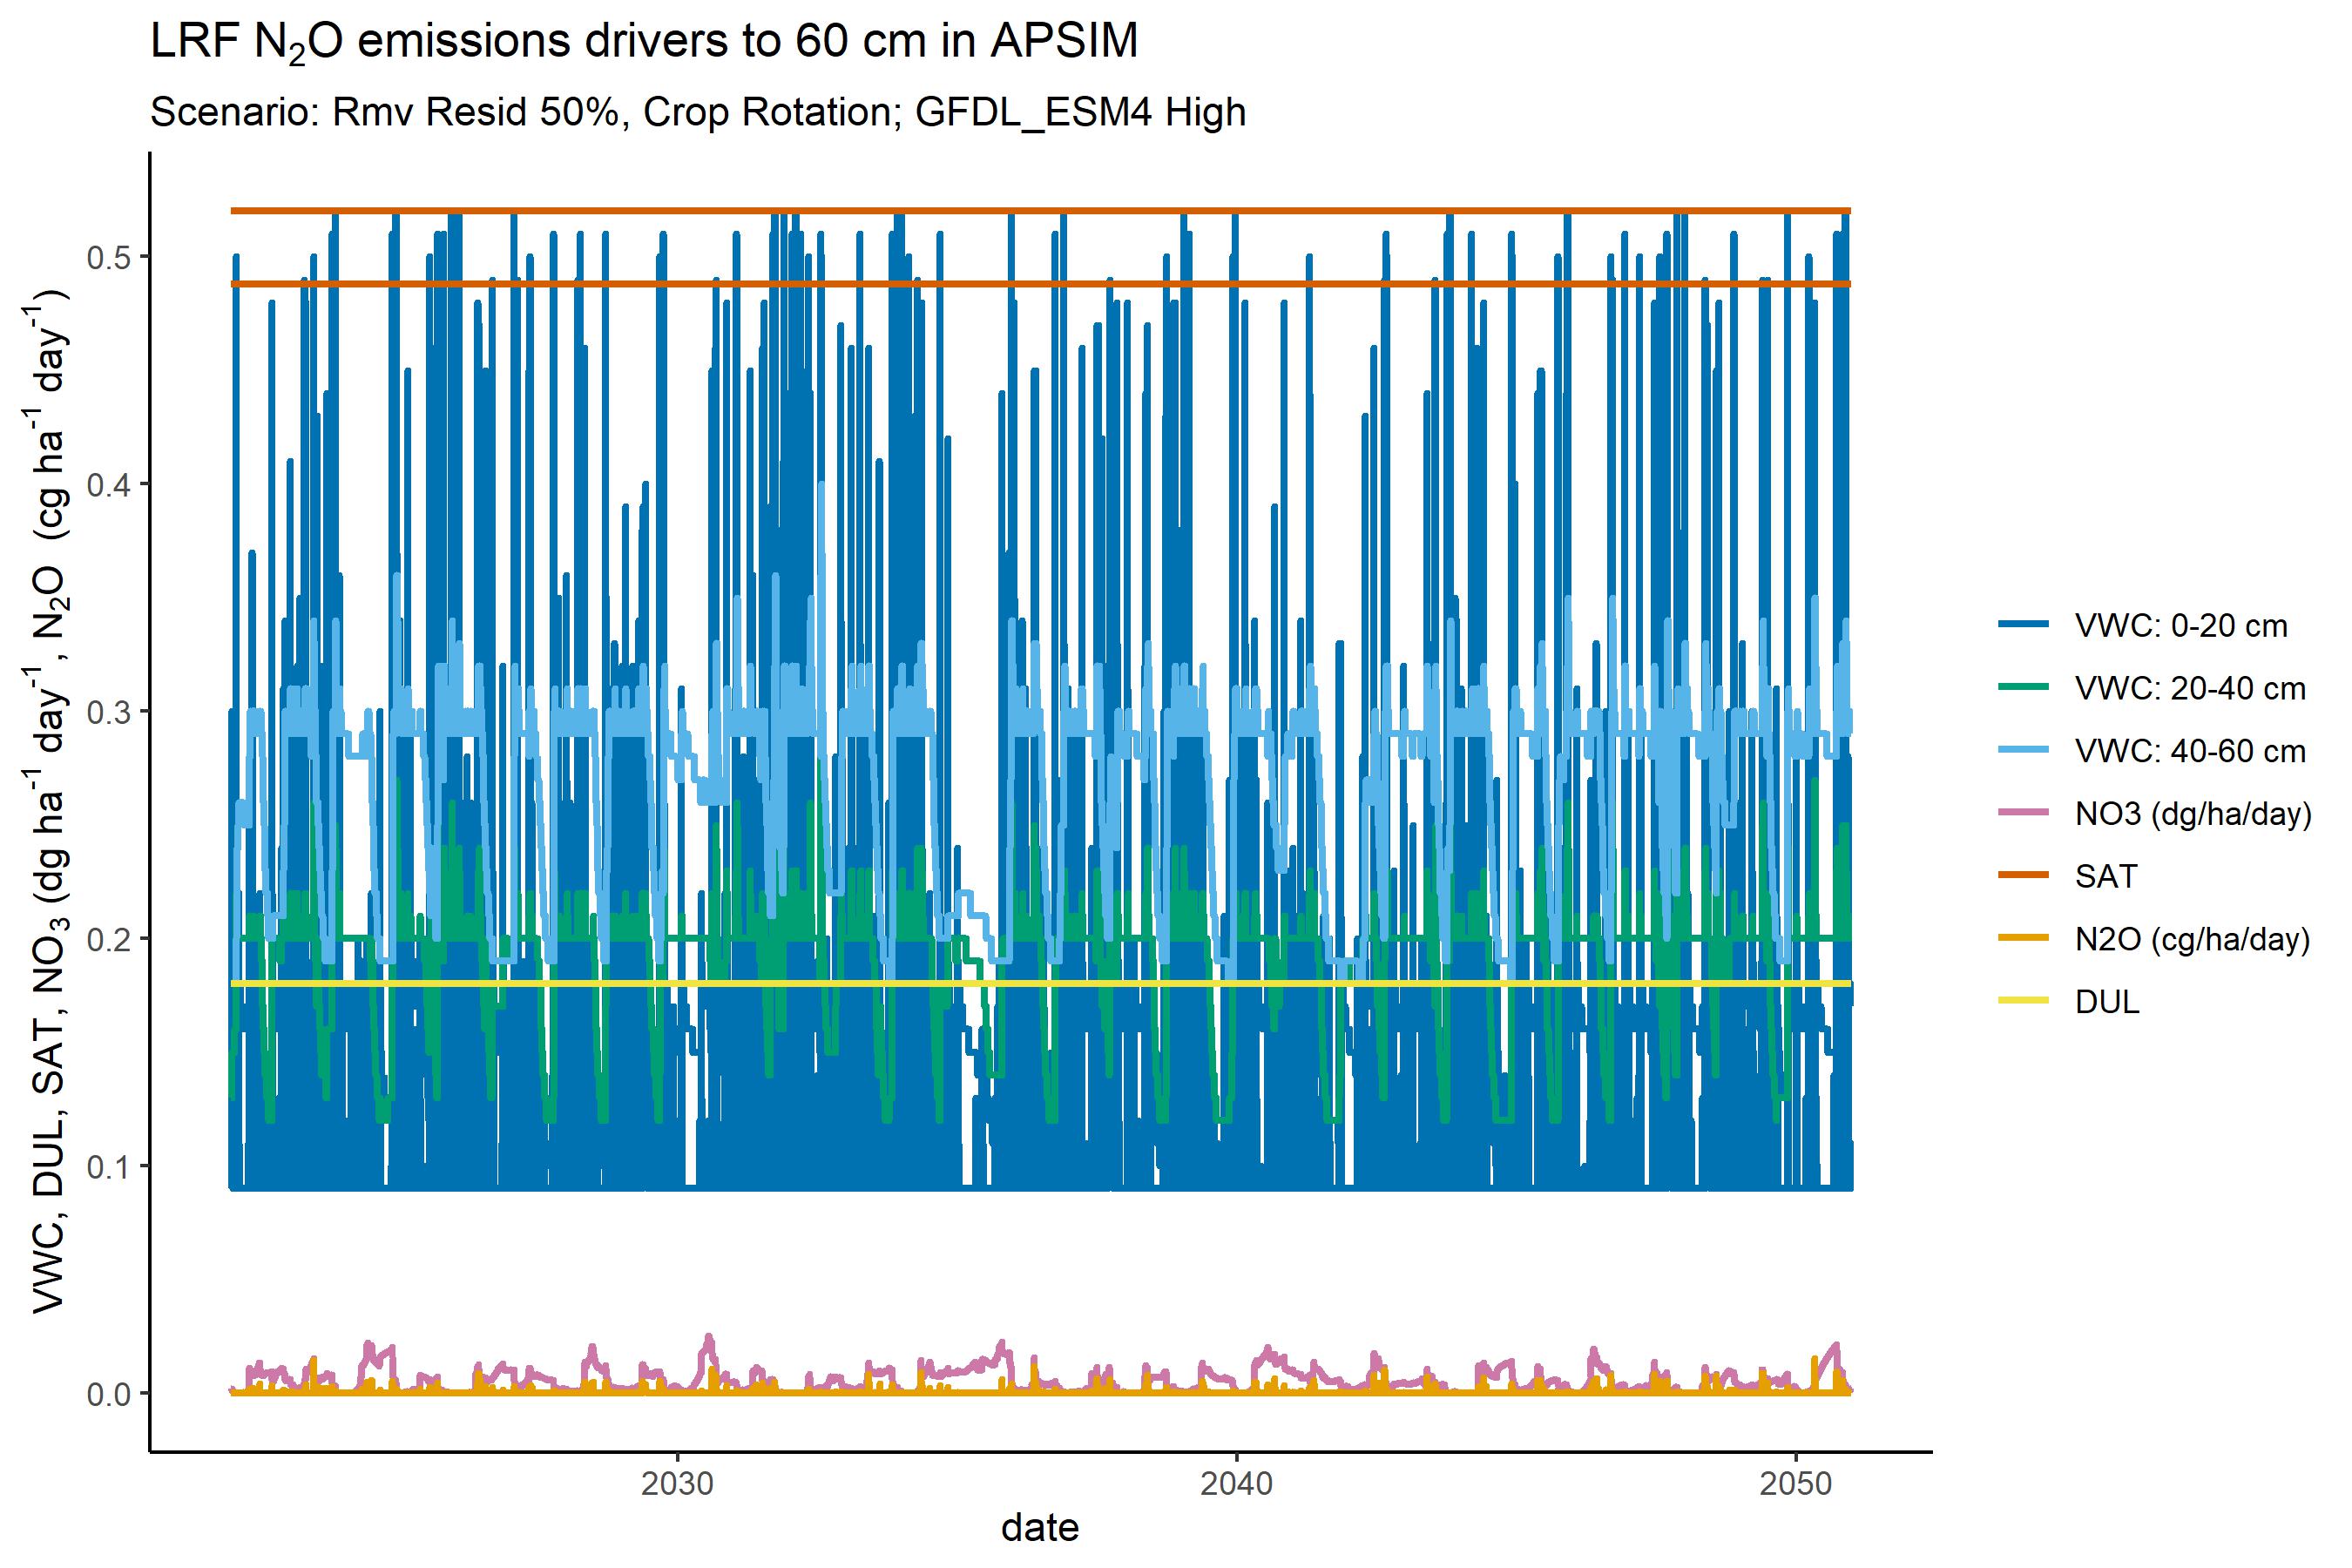 LRF N₂O emissions drivers to 60 cm in APSIM
Scenario: Rmv Resid 50%, Crop Rotation; GFDL_ESM4 High
VWC, DUL, SAT, NO₃ (dg ha⁻¹ day⁻¹, N₂O (cg ha⁻¹ day⁻¹)
0.5
0.4
0.3
0.2
0.1
0.0
2030 2040 2050
date
VWC: 0-20 cm
VWC: 20-40 cm
VWC: 40-60 cm
NO3 (dg/ha/day)
SAT
N2O (cg/ha/day)
DUL